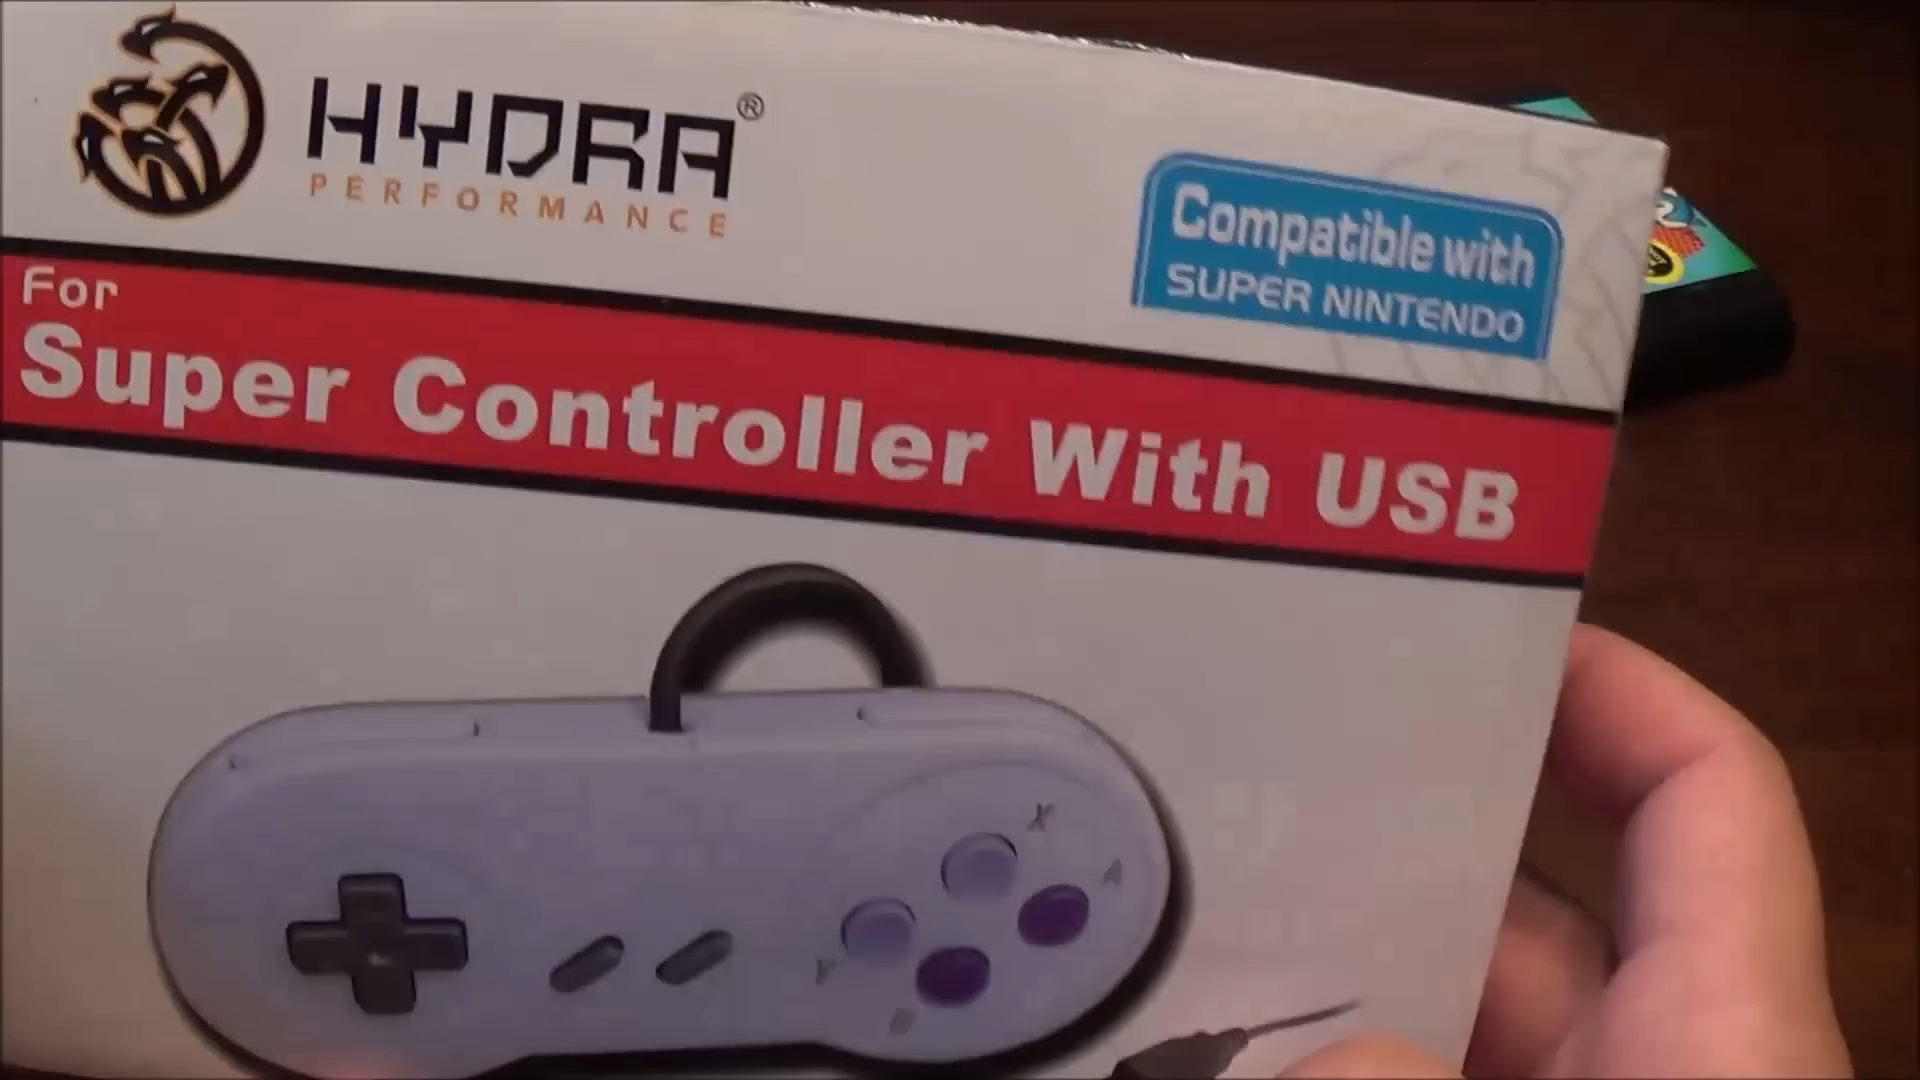 HYDRA®
PERFORMANCE
Compatible with
SUPER NINTENDO
For
Super Controller With USB
X
A
Y
B